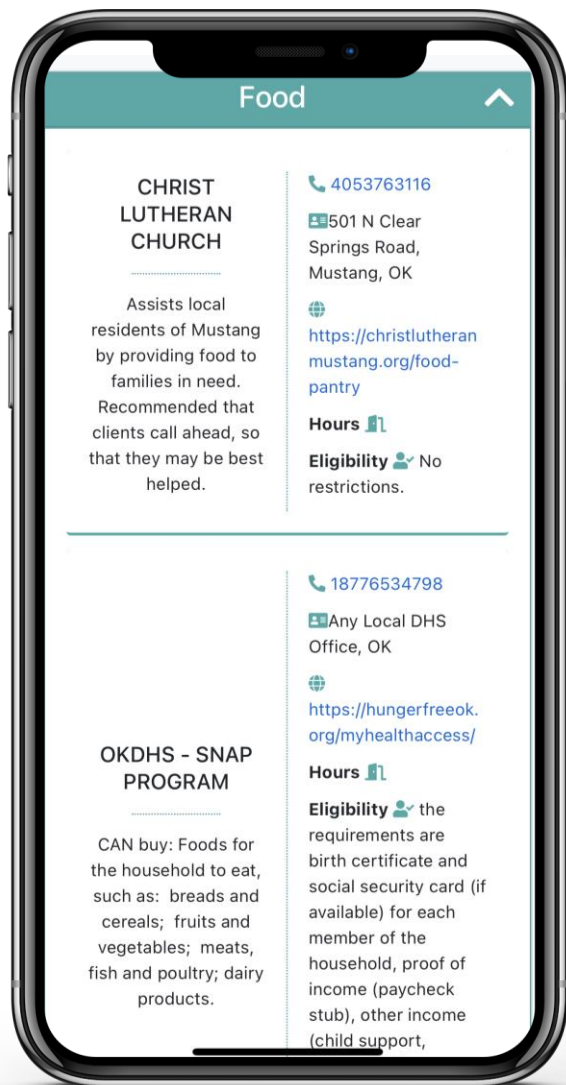 Food
CHRIST
LUTHERAN
CHURCH
Assists local
residents of Mustang
by providing food to
families in need.
Recommended that
clients call ahead, so
that they may be best
helped.
4053763116
501 N Clear
Springs Road,
Mustang, OK
https://christlutheran
mustang.org/food-
pantry
Hours
Eligibility No
restrictions.
OKDHS - SNAP
PROGRAM
CAN buy: Foods for
the household to eat,
such as: breads and
cereals; fruits and
vegetables; meats,
fish and poultry; dairy
products.
18776534798
Any Local DHS
Office, OK
https://hungerfreeok.
org/myhealthaccess/
Hours
Eligibility the
requirements are
birth certificate and
social security card (if
available) for each
member of the
household, proof of
income (paycheck
stub), other income
(child support,